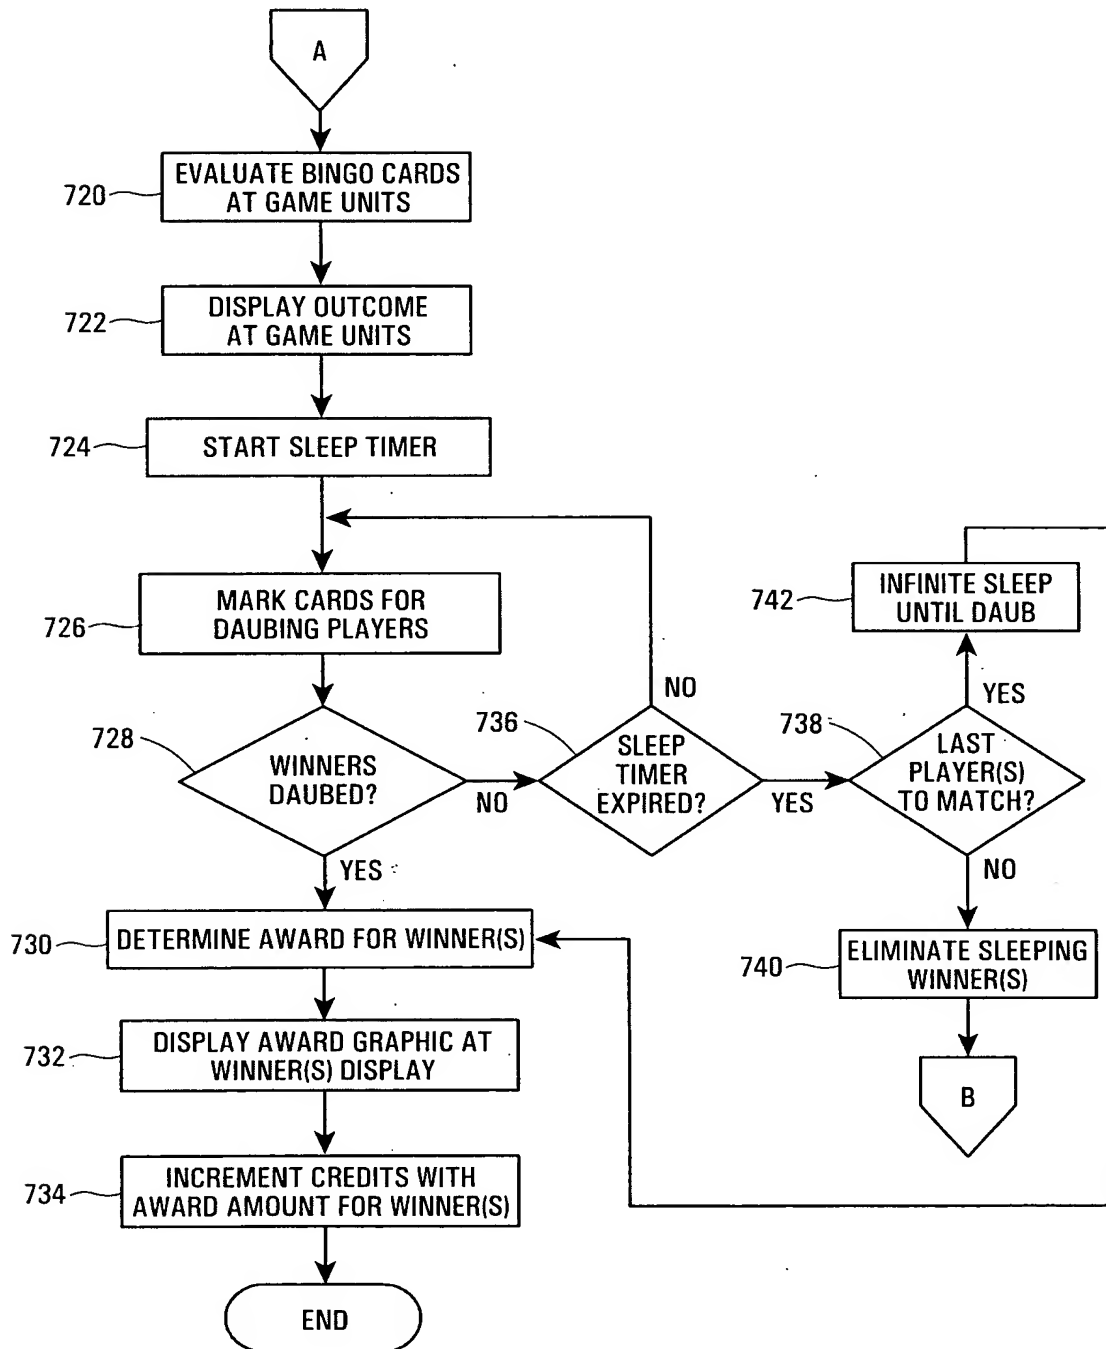 A
720
EVALUATE BINGO CARDS
AT GAME UNITS
722
DISPLAY OUTCOME
AT GAME UNITS
724
START SLEEP TIMER
726
MARK CARDS FOR
DAUBING PLAYERS
742
INFINITE SLEEP
UNTIL DAUB
728
WINNERS
DAUBED?
NO
YES
736
SLEEP
TIMER
EXPIRED?
NO
YES
738
LAST
PLAYER(S)
TO MATCH?
YES
NO
730
DETERMINE AWARD FOR WINNER(S)
740
ELIMINATE SLEEPING
WINNER(S)
732
DISPLAY AWARD GRAPHIC AT
WINNER(S) DISPLAY
B
734
INCREMENT CREDITS WITH
AWARD AMOUNT FOR WINNER(S)
END